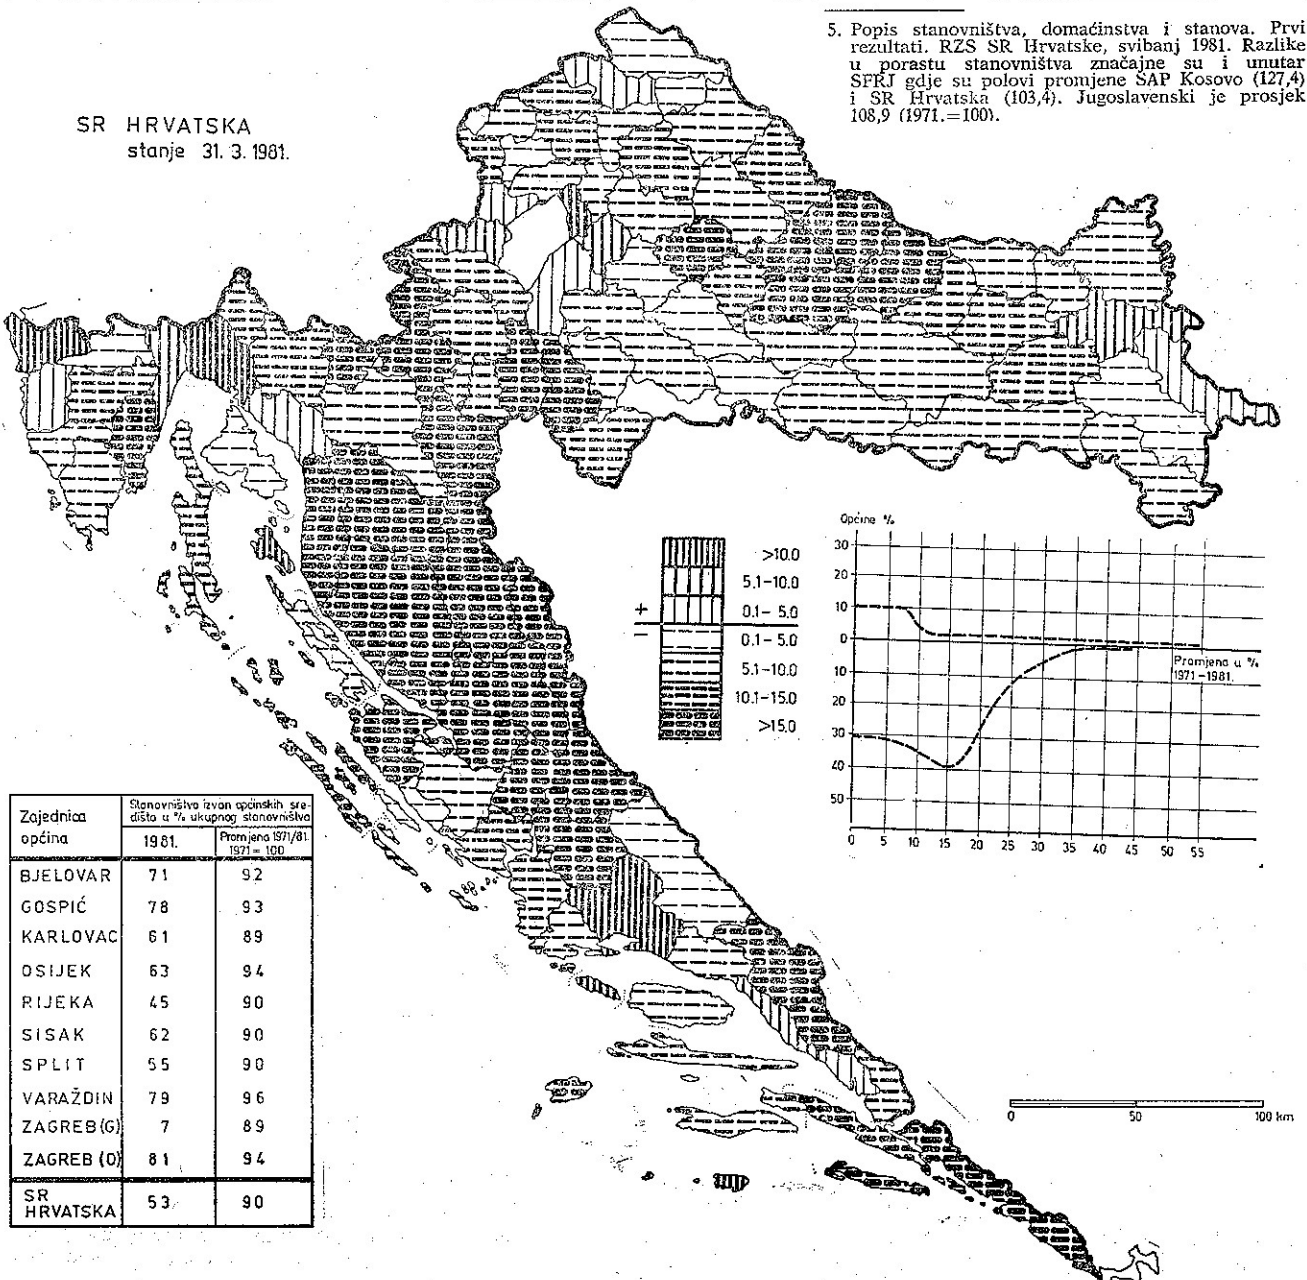 5. Popis stanovništva, domaćinstva i stanova. Prvi
rezultati. RZS SR Hrvatske, svibanj 1981. Razlike
u porastu stanovništva značajne su i unutar
SFRJ gdje su polovi promjene SAP Kosovo (127,4)
i SR Hrvatska (103,4). Jugoslavenski je prosjek
108,9 (1971.=100).
SR HRVATSKA
stanje 31. 3. 1981.
>10.0
5.1-10.0
+ 0.1- 5.0
- 0.1- 5.0
5.1-10.0
10.1-15.0
>15.0
Općine %
30
20
10
0
10
20
30
40
50
Promjena u %
1971-1981.
0 5 10 15 20 25 30 35 40 45 50 55
Zajednica općina
Stanovništvo izvan općinskih sre-
dišta u % ukupnog stanovništva
1981.
Promjena 1971/81.
1971 = 100
BJELOVAR 71 92
GOSPIĆ 78 93
KARLOVAC 61 89
OSIJEK 63 94
RIJEKA 45 90
SISAK 62 90
SPLIT 55 90
VARAŽDIN 79 96
ZAGREB (G) 7 89
ZAGREB (O) 81 94
SR HRVATSKA 53 90
0 50 100 km